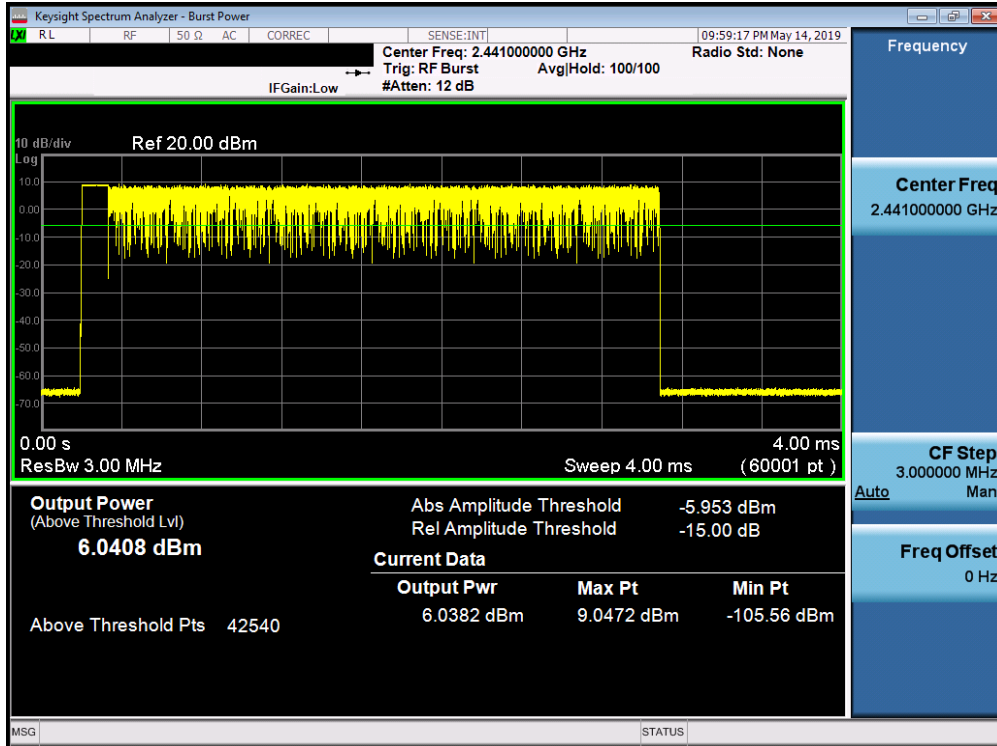 Keysight Spectrum Analyzer - Burst Power
LXI RL RF 50 Ω AC CORREC SENSE:INT 09:59:17 PM May 14, 2019
Center Freq: 2.441000000 GHz Radio Std: None
Trig: RF Burst Avg|Hold: 100/100
IFGain:Low #Atten: 12 dB
10 dB/div Ref 20.00 dBm
Log
10.0
0.00
-10.0
-20.0
-30.0
-40.0
-50.0
-60.0
-70.0
0.00 s 4.00 ms
ResBw 3.00 MHz Sweep 4.00 ms (60001 pt)
Output Power
(Above Threshold Lvl)
6.0408 dBm
Above Threshold Pts 42540
Abs Amplitude Threshold -5.953 dBm
Rel Amplitude Threshold -15.00 dB
Current Data
Output Pwr Max Pt Min Pt
6.0382 dBm 9.0472 dBm -105.56 dBm
MSG STATUS
Frequency
Center Freq
2.441000000 GHz
CF Step
3.000000 MHz
Auto Man
Freq Offset
0 Hz